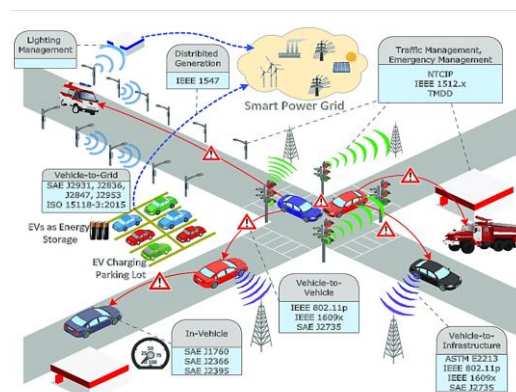 Lighting
Management
Distribited
Generation
IEEE 1547
Smart Power Grid
Traffic Management,
Emergency Management
NTCIP
IEEE 1512.x
TMDD
Vehicle-to-Grid
SAE J2931, J2836,
J2847, J2953
ISO 15118-3:2015
EVs as Energy
Storage
EV Charging
Parking Lot
Vehicle-to-
Vehicle
IEEE 802.11p
IEEE 1609x
SAE J2735
In-Vehicle
SAE J1760
SAE J2366
SAE J2395
Vehicle-to-
Infrastructure
ASTM E2213
IEEE 802.11p
IEEE 1609x
SAE J2735